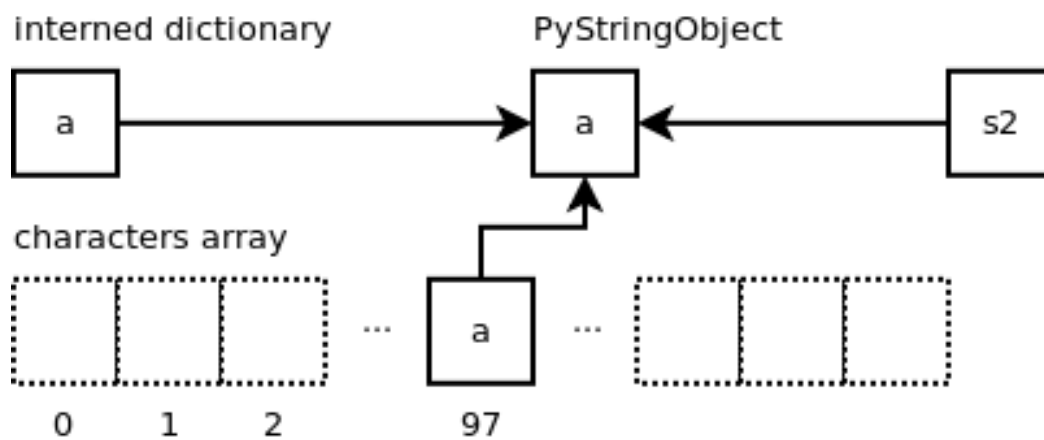 interned dictionary PyStringObject
a a s2
characters array
... a ...
0 1 2 97